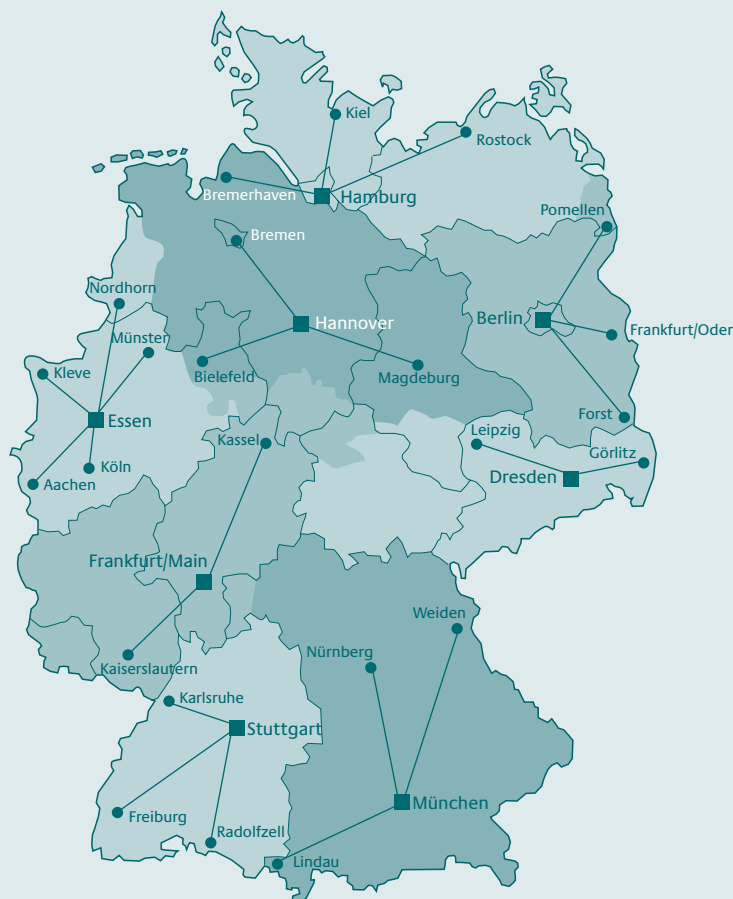 Kiel
Rostock
Bremerhaven
Hamburg
Pomellen
Bremen
Nordhorn
Hannover
Berlin
Frankfurt/Oder
Münster
Kleve
Bielefeld
Magdeburg
Essen
Forst
Leipzig
Kassel
Görlitz
Köln
Aachen
Dresden
Frankfurt/Main
Weiden
Nürnberg
Kaiserslautern
Karlsruhe
Stuttgart
München
Freiburg
Radolfzell
Lindau